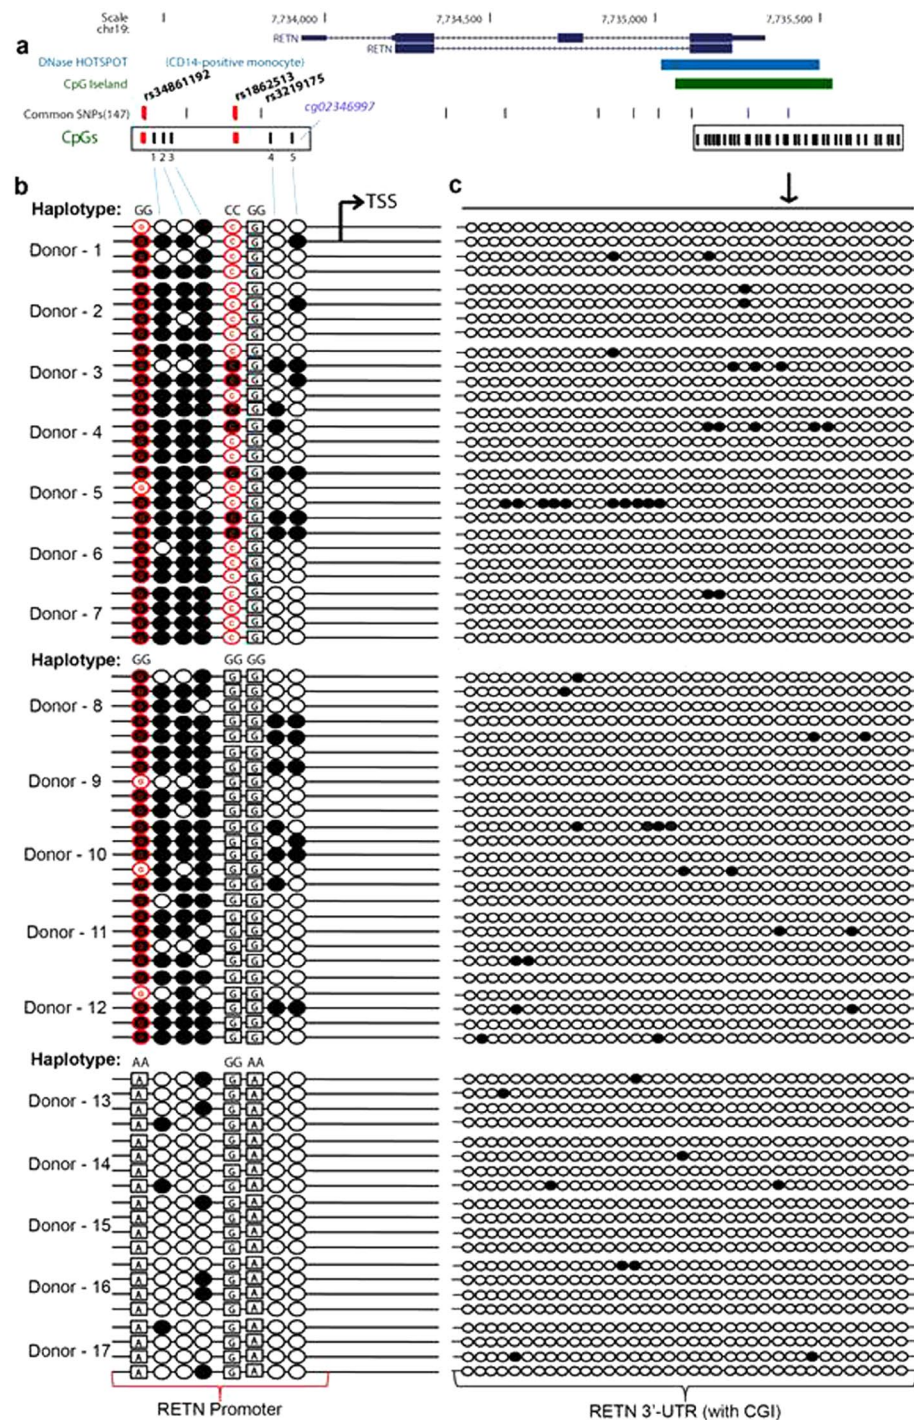 Scale
chr19:
7,734,000
7,734,500
7,735,000
7,735,500
RETN
RETN
a
DNase HOTSPOT
(CD14-positive monocyte)
CpG Iseland
rs34861192
rs1862513
rs3219175
cg02346997
Common SNPs(147)
CpGs
1 2 3 4 5
b
c
Haplotype: GG CC GG
TSS
Donor - 1
Donor - 2
Donor - 3
Donor - 4
Donor - 5
Donor - 6
Donor - 7
Haplotype: GG GG GG
Donor - 8
Donor - 9
Donor - 10
Donor - 11
Donor - 12
Haplotype: AA GG AA
Donor - 13
Donor - 14
Donor - 15
Donor - 16
Donor - 17
RETN Promoter
RETN 3'-UTR (with CGI)